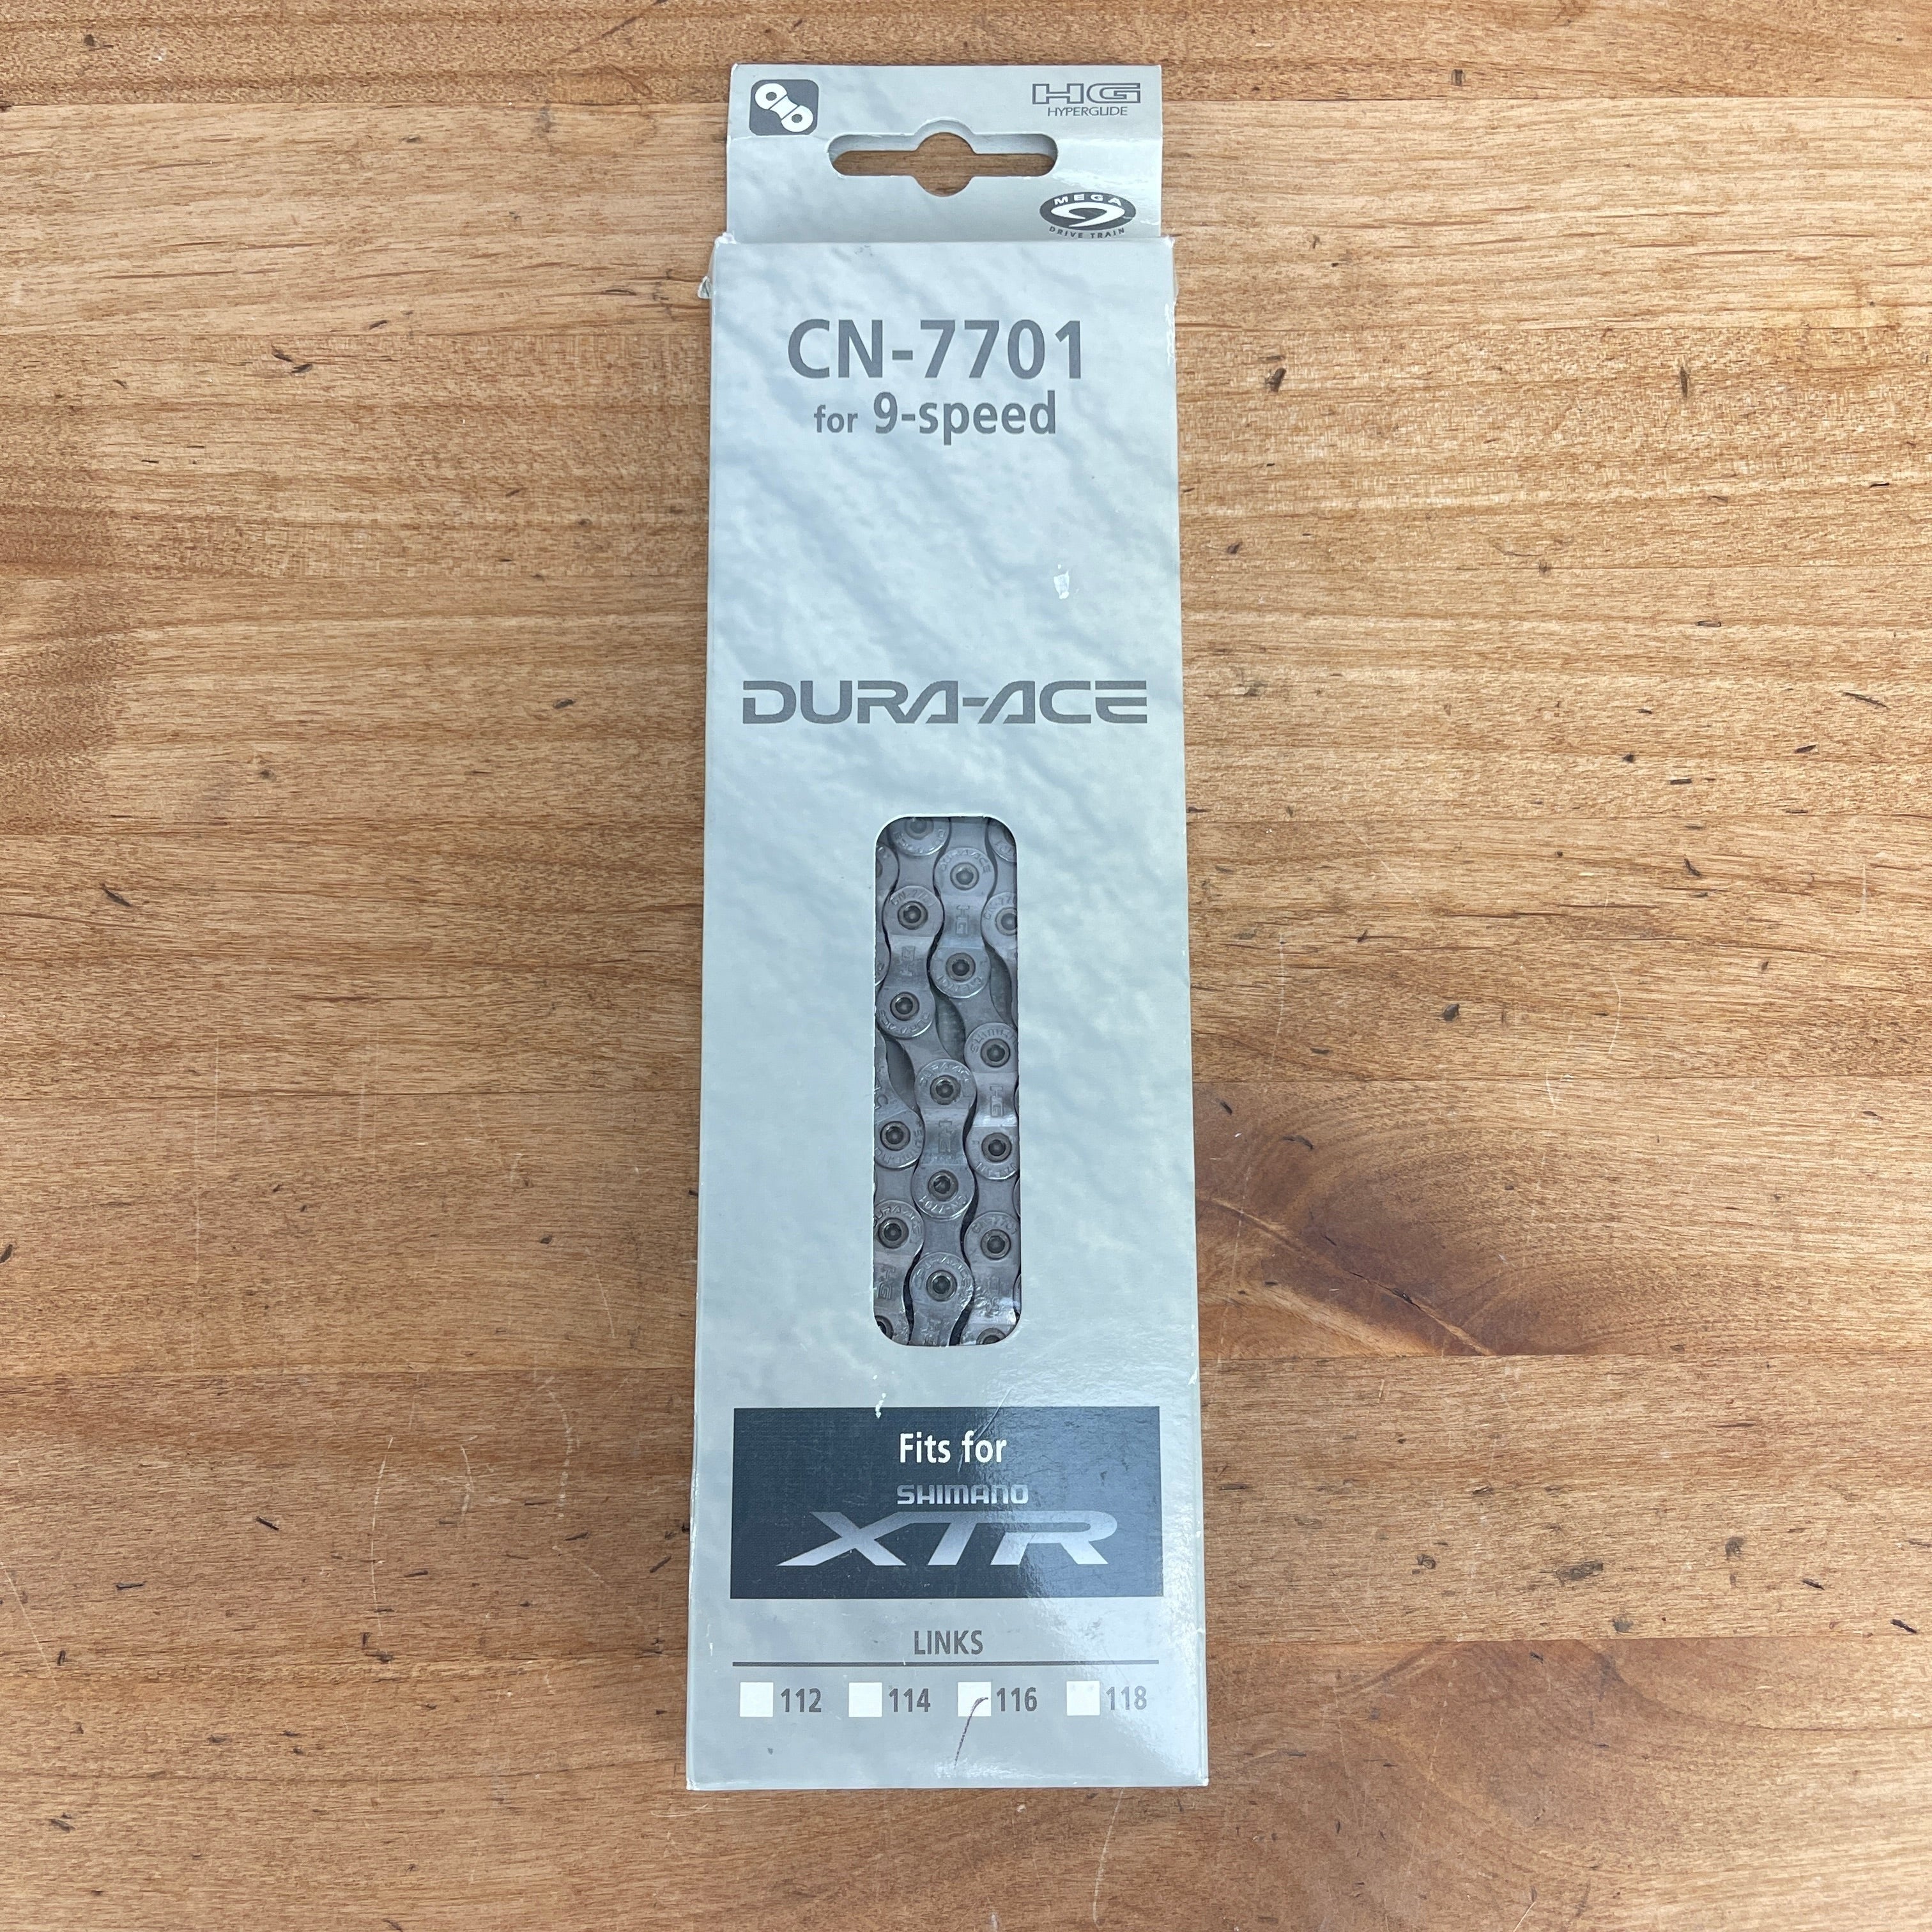 HG
HYPERGLIDE
MEGA
9
DRIVE TRAIN
CN-7701
for 9-speed
DURA-ACE
Fits for
SHIMANO
XTR
LINKS
112 114 116 118